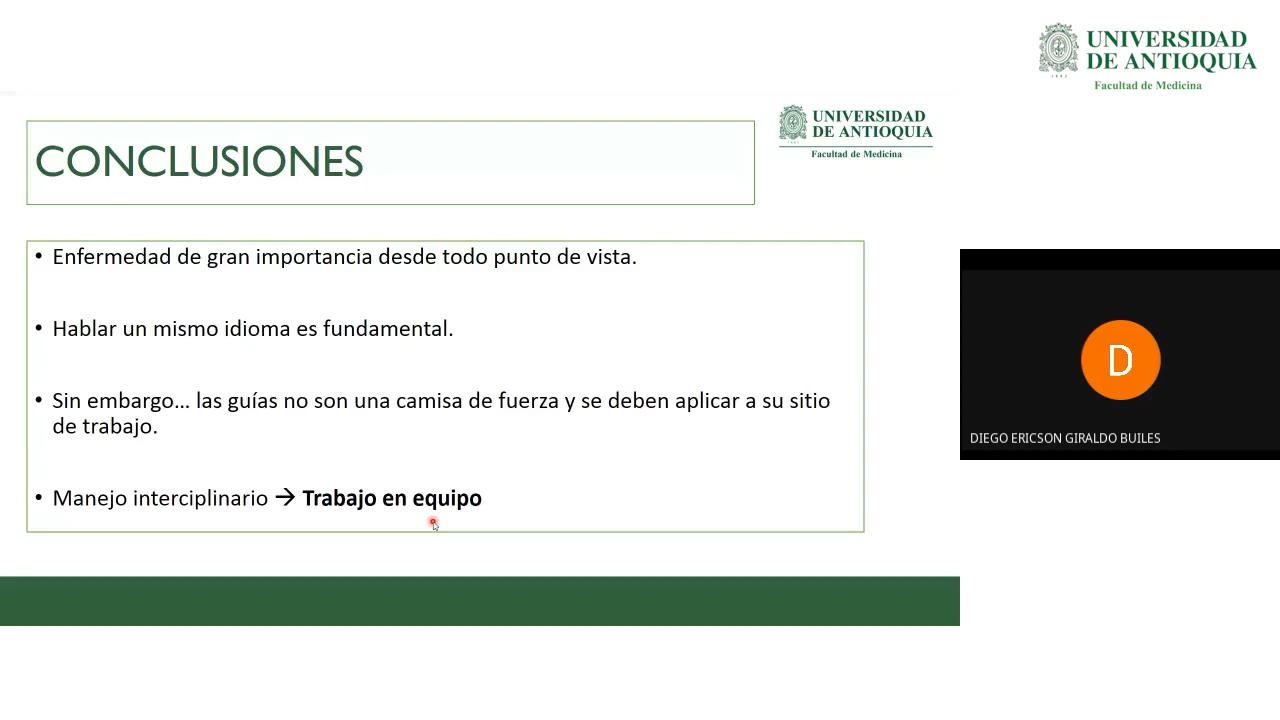 UNIVERSIDAD
DE ANTIOQUIA
Facultad de Medicina
UNIVERSIDAD
DE ANTIOQUIA
Facultad de Medicina
CONCLUSIONES
• Enfermedad de gran importancia desde todo punto de vista.
• Hablar un mismo idioma es fundamental.
• Sin embargo... las guías no son una camisa de fuerza y se deben aplicar a su sitio
de trabajo.
• Manejo interciplinario → Trabajo en equipo
D
DIEGO ERICSON GIRALDO BUILES